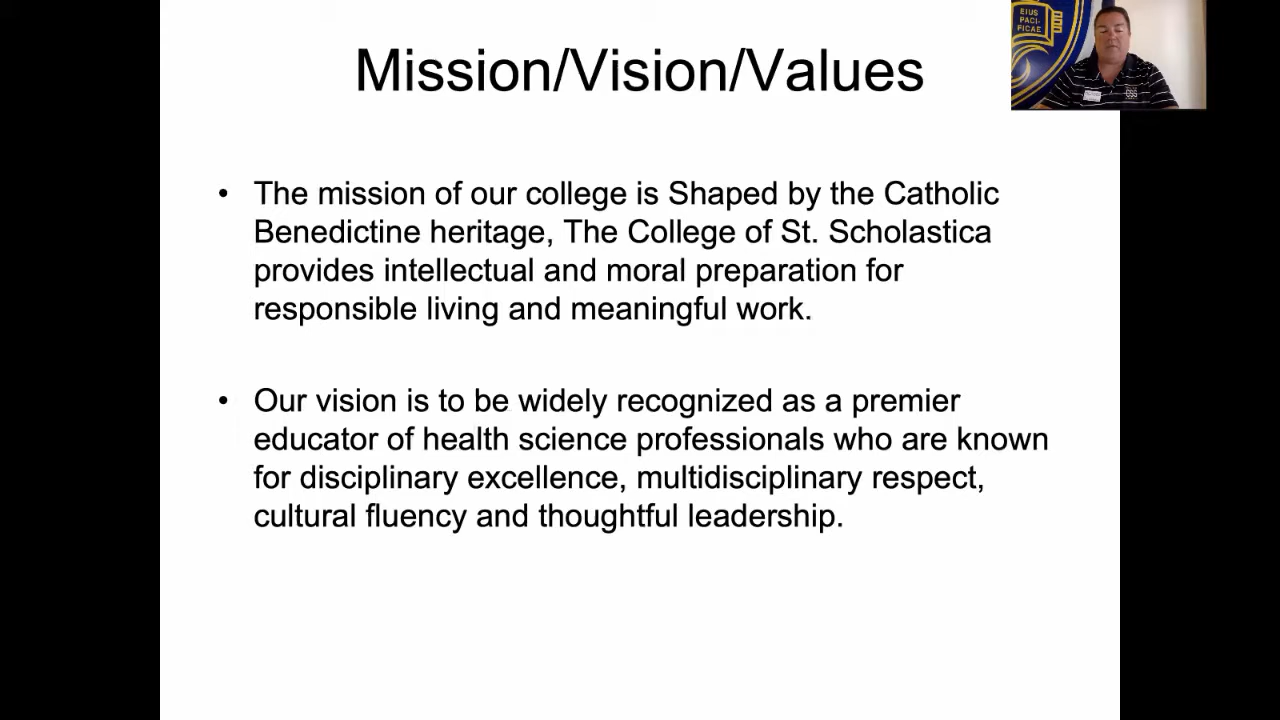 Mission/Vision/Values
EIUS
PACI-
FICAE
CSS
• The mission of our college is Shaped by the Catholic
Benedictine heritage, The College of St. Scholastica
provides intellectual and moral preparation for
responsible living and meaningful work.
• Our vision is to be widely recognized as a premier
educator of health science professionals who are known
for disciplinary excellence, multidisciplinary respect,
cultural fluency and thoughtful leadership.